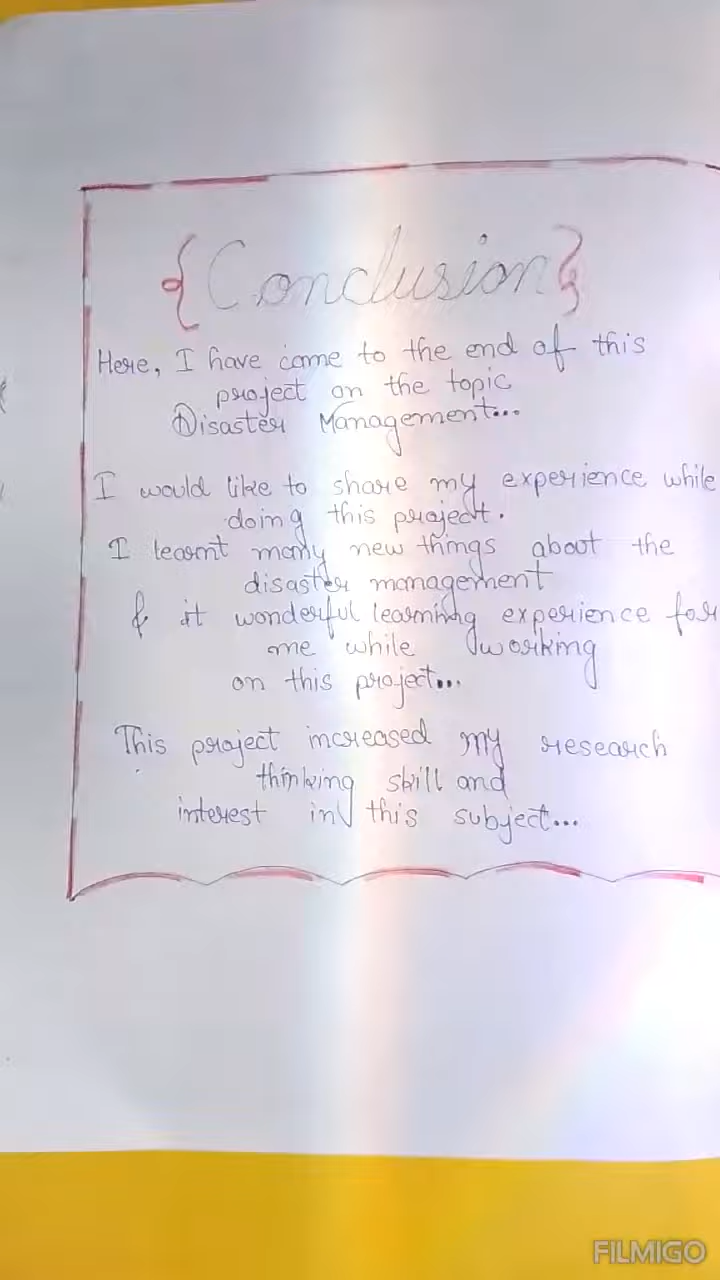 {Conclusion}
Here, I have come to the end of this
project on the topic
Disaster Management...
I would like to share my experience while
doing this project.
I learnt many new things about the
disaster management
& it wonderful learning experience for
me while working
on this project...
This project increased my research
thinking skill and
interest in this subject...
FILMIGO